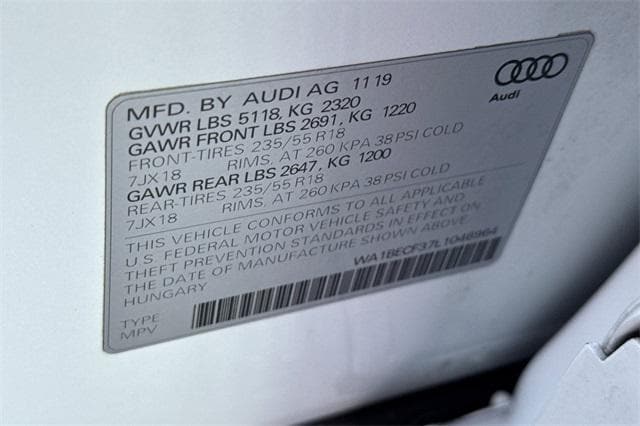 MFD. BY AUDI AG 11 19
Audi
GVWR LBS 5118, KG 2320
GAWR FRONT LBS 2691, KG 1220
FRONT-TIRES 235/55 R18
7JX18 RIMS, AT 260 KPA 38 PSI COLD
GAWR REAR LBS 2647, KG 1200
REAR-TIRES 235/55 R18
7JX18 RIMS, AT 260 KPA 38 PSI COLD
THIS VEHICLE CONFORMS TO ALL APPLICABLE
U.S. FEDERAL MOTOR VEHICLE SAFETY AND
THEFT PREVENTION STANDARDS IN EFFECT ON
THE DATE OF MANUFACTURE SHOWN ABOVE
HUNGARY
WA1BECF37L1046964
TYPE
MPV